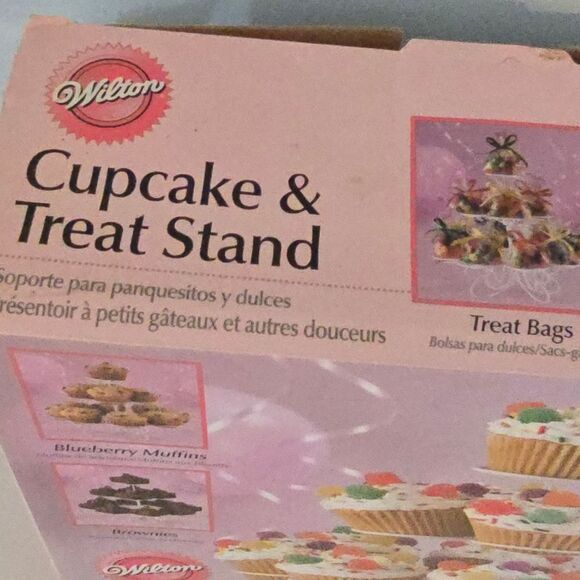 Wilton
Cupcake &
Treat Stand
Soporte para panquesitos y dulces
résentoir à petits gâteaux et autres douceurs
Treat Bags
Bolsas para dulces/Sacs-g
Blueberry Muffins
Brownies
Wilton